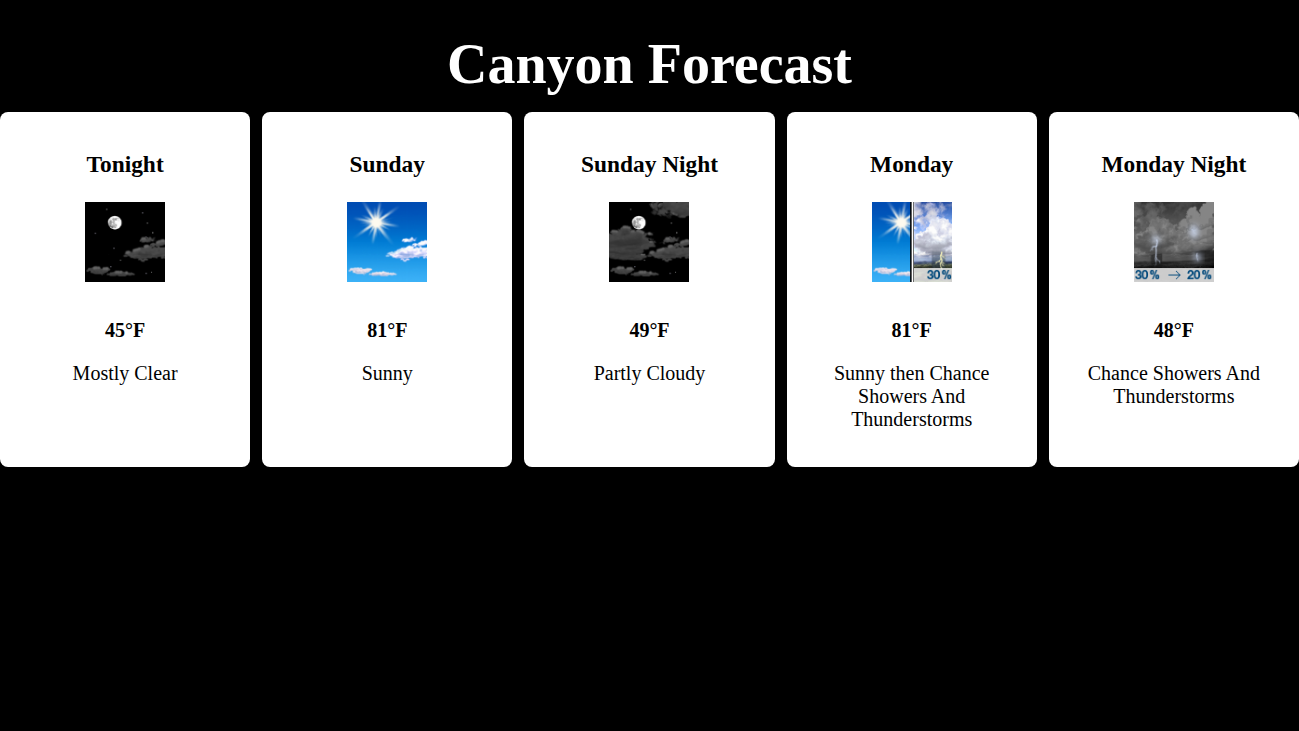 Canyon Forecast
Tonight
45°F
Mostly Clear
Sunday
81°F
Sunny
Sunday Night
49°F
Partly Cloudy
Monday
30%
81°F
Sunny then Chance
Showers And
Thunderstorms
Monday Night
30% → 20%
48°F
Chance Showers And
Thunderstorms